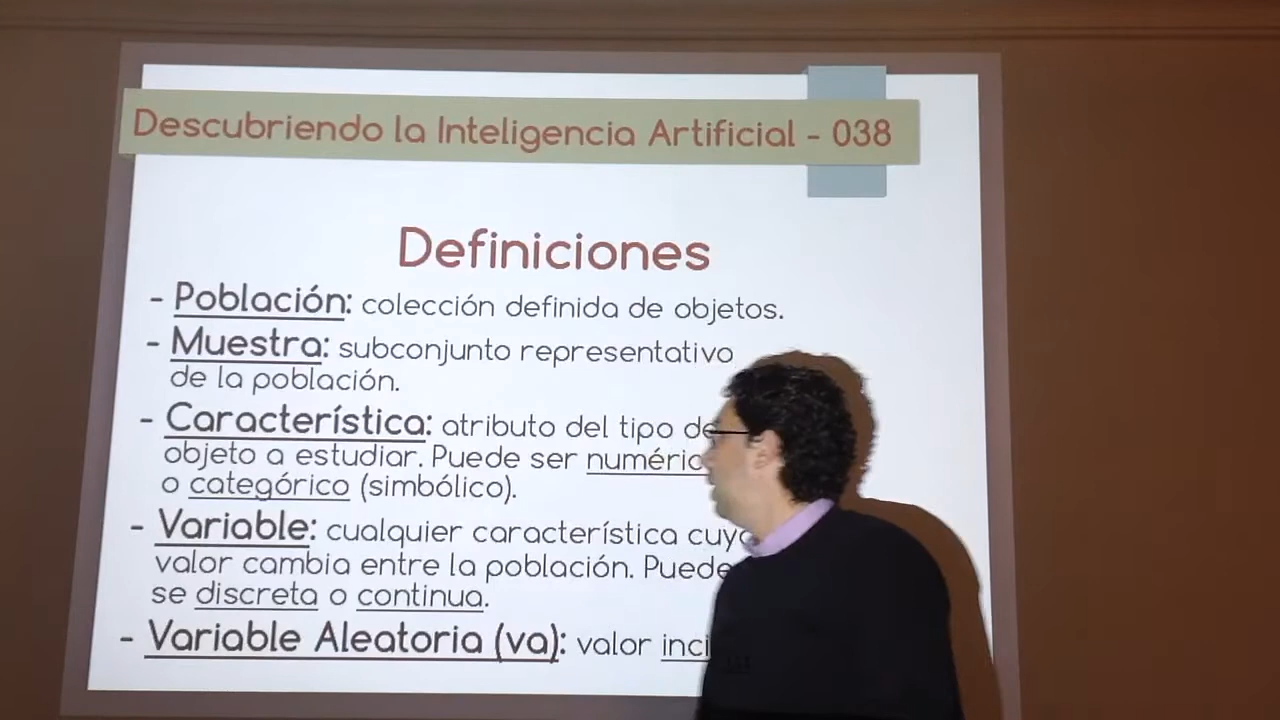 Descubriendo la Inteligencia Artificial - 038
Definiciones
- Población: colección definida de objetos.
- Muestra: subconjunto representativo
de la población.
- Característica: atributo del tipo de
objeto a estudiar. Puede ser
o categórico (simbólico).
- Variable: cualquier característica
valor cambia entre la población. Puede
se discreta o continua.
- Variable Aleatoria (va): valor